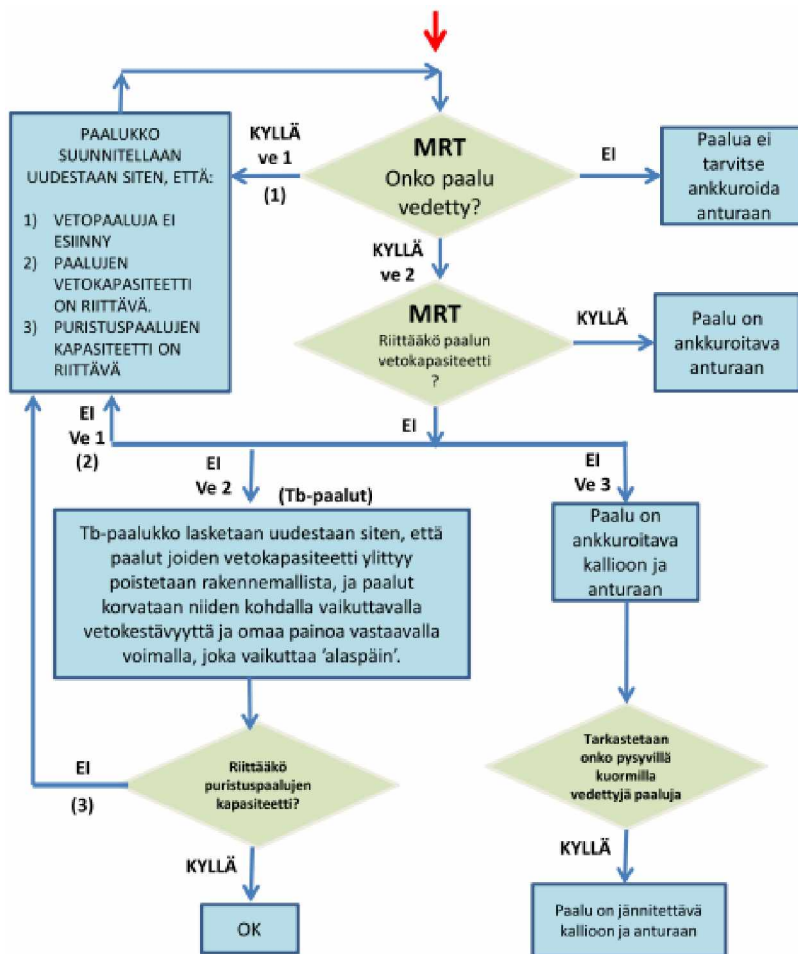 PAALUKKO
SUUNNITELLAAN
UUDESTAAN SITEN, ETTÄ:
1) VETOPAALUJA EI
ESIINNY
2) PAALUJEN
VETOKAPASITEETTI
ON RIITTÄVÄ.
3) PURISTUSPAALUJEN
KAPASITEETTI ON
RIITTÄVÄ
KYLLÄ
ve 1
(1)
MRT
Onko paalu
vedetty?
EI
Paalua ei
tarvitse
ankkuroida
anturaan
KYLLÄ
ve 2
MRT
Riittääkö paalun
vetokapasiteetti
?
KYLLÄ
Paalu on
ankkuroitava
anturaan
EI
EI
Ve 1
(2)
EI
Ve 2
(Tb-paalut)
EI
Ve 3
Tb-paalukko lasketaan uudestaan siten, että
paalut joiden vetokapasiteetti ylittyy
poistetaan rakennemallista, ja paalut
korvataan niiden kohdalla vaikuttavalla
vetokestävyyttä ja omaa painoa vastaavalla
voimalla, joka vaikuttaa ’alaspäin’.
Paalu on
ankkuroitava
kallioon ja
anturaan
EI
(3)
Riittääkö
puristuspaalujen
kapasiteetti?
Tarkastetaan
onko pysyvillä
kuormilla
vedettyjä paaluja
KYLLÄ
OK
KYLLÄ
Paalu on jännitettävä
kallioon ja anturaan